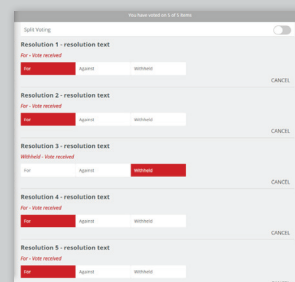 You have voted on 5 of 5 items
Split Voting
Resolution 1 - resolution text
For - Vote received
For Against Withheld
CANCEL
Resolution 2 - resolution text
For - Vote received
For Against Withheld
CANCEL
Resolution 3 - resolution text
Withheld - Vote received
For Against Withheld
CANCEL
Resolution 4 - resolution text
For - Vote received
For Against Withheld
CANCEL
Resolution 5 - resolution text
For - Vote received
For Against Withheld
CANCEL